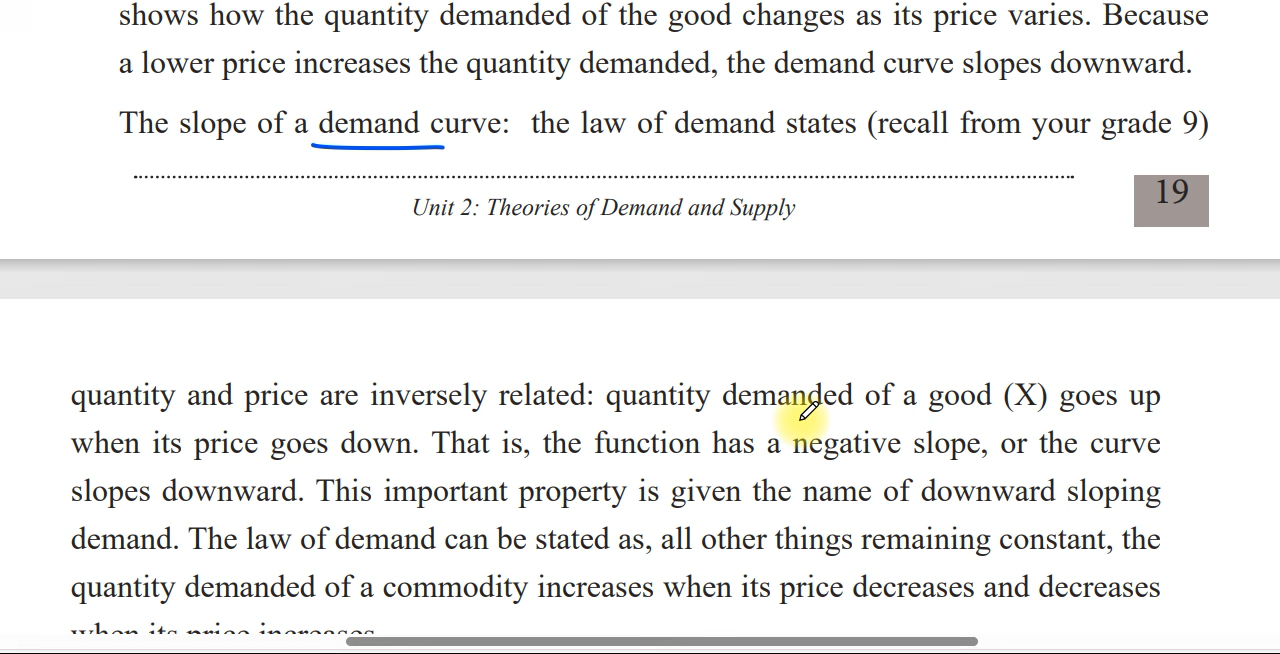 shows how the quantity demanded of the good changes as its price varies. Because
a lower price increases the quantity demanded, the demand curve slopes downward.
The slope of a demand curve: the law of demand states (recall from your grade 9)
Unit 2: Theories of Demand and Supply
19
quantity and price are inversely related: quantity demanded of a good (X) goes up
when its price goes down. That is, the function has a negative slope, or the curve
slopes downward. This important property is given the name of downward sloping
demand. The law of demand can be stated as, all other things remaining constant, the
quantity demanded of a commodity increases when its price decreases and decreases
when its price increases